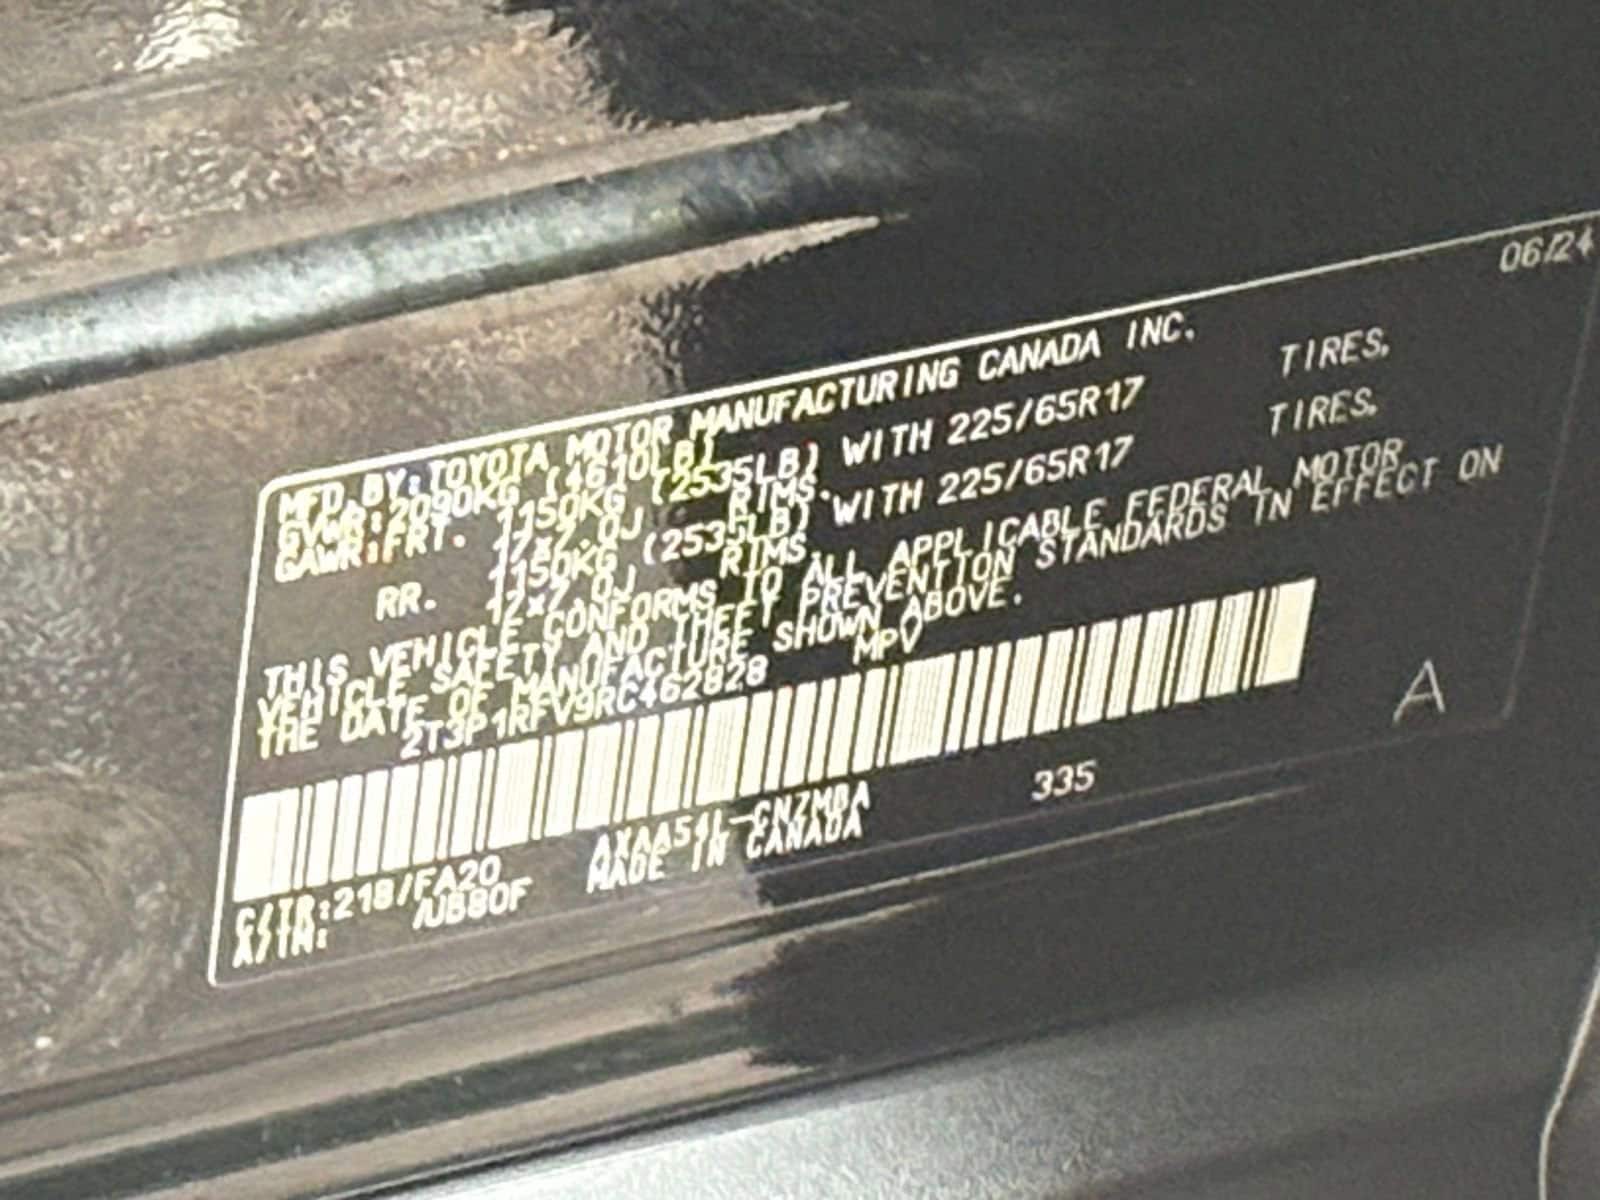 06/24
MFD. BY: TOYOTA MOTOR MANUFACTURING CANADA INC.
GVWR: 2090KG (4610LB)
GAWR: FRT. 1150KG (2535LB) WITH 225/65R17 TIRES,
17x7.0J RIMS.
RR. 1150KG (2535LB) WITH 225/65R17 TIRES,
17x7.0J RIMS.
THIS VEHICLE CONFORMS TO ALL APPLICABLE FEDERAL MOTOR
VEHICLE SAFETY AND THEFT PREVENTION STANDARDS IN EFFECT ON
THE DATE OF MANUFACTURE SHOWN ABOVE.
2T3P1RFV9RC462828 MPV
A
335
C/TR: 218/FA20 AXAA54L-CNZMBA
A/TM: /UB80F MADE IN CANADA